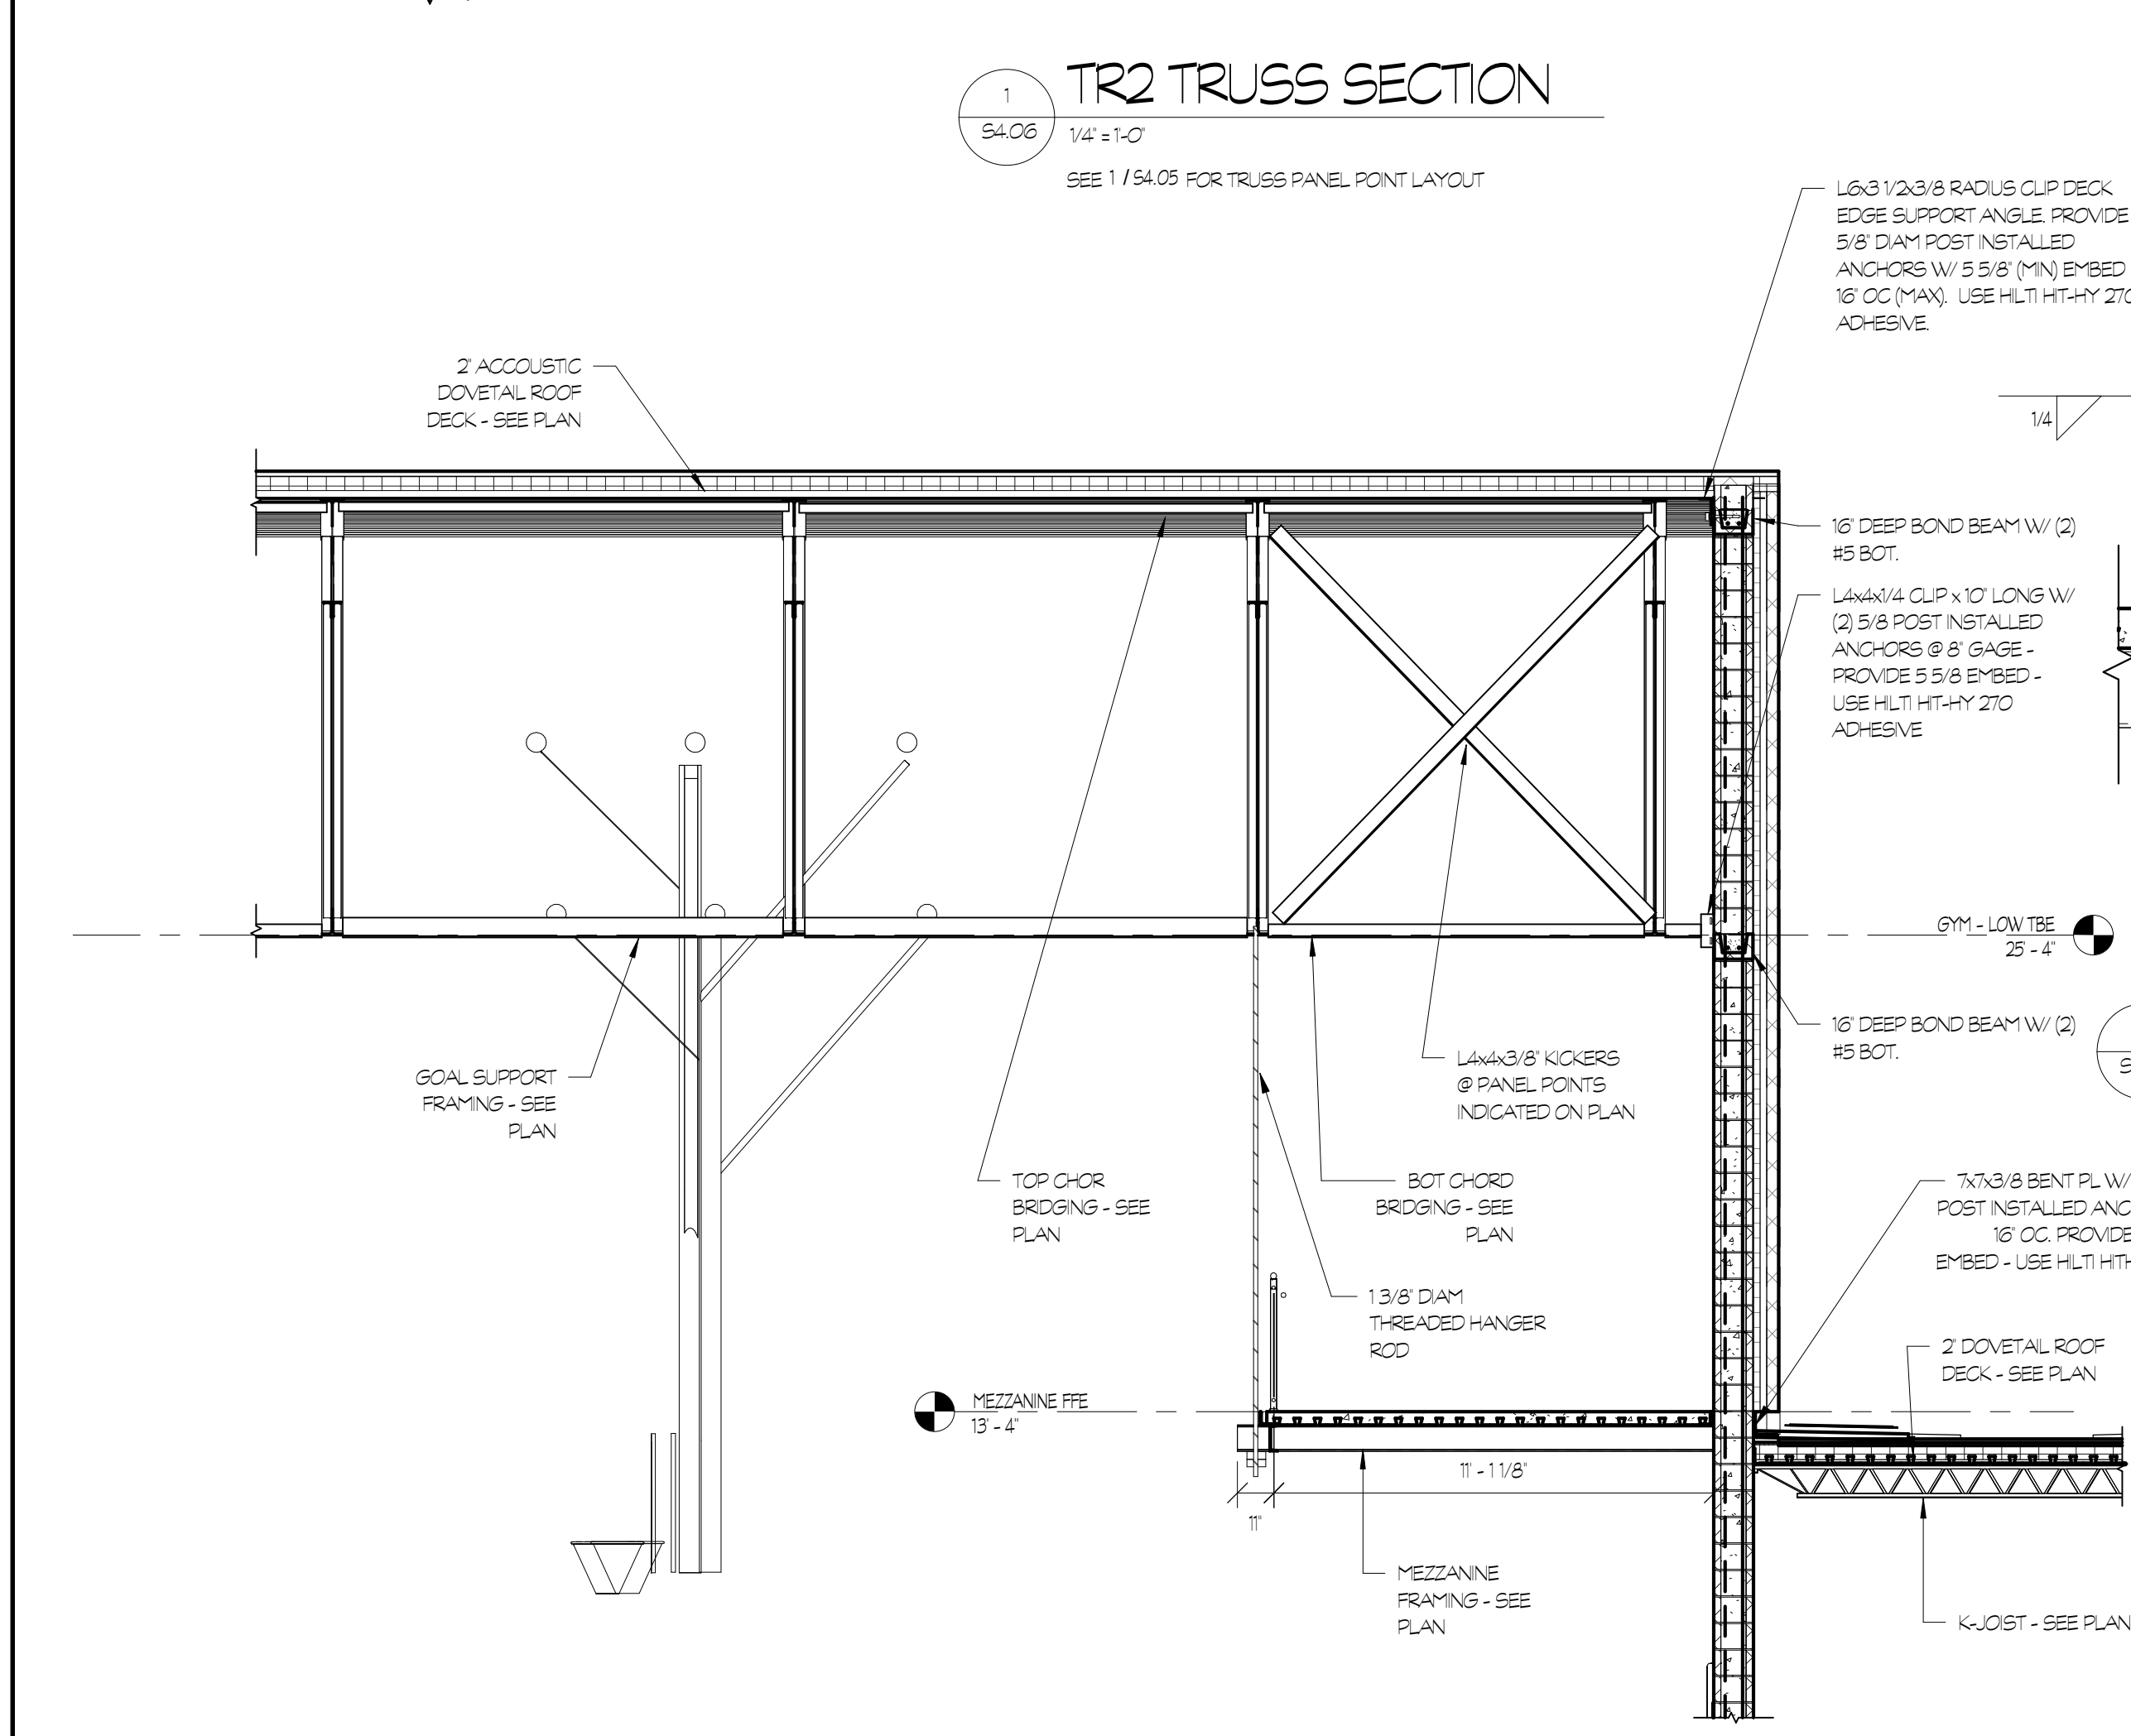 1
S4.06
TR2 TRUSS SECTION
1/4" = 1'-0"
SEE 1 / S4.05 FOR TRUSS PANEL POINT LAYOUT
L6x3 1/2x3/8 RADIUS CLIP DECK
EDGE SUPPORT ANGLE. PROVIDE
5/8" DIAM POST INSTALLED
ANCHORS W/ 5 5/8" (MIN) EMBED
16" OC (MAX). USE HILTI HIT-HY 270
ADHESIVE.
2" ACCOUSTIC
DOVETAIL ROOF
DECK - SEE PLAN
1/4
16" DEEP BOND BEAM W/ (2)
#5 BOT.
L4x4x1/4 CLIP x 10" LONG W/
(2) 5/8 POST INSTALLED
ANCHORS @ 8" GAGE -
PROVIDE 5 5/8 EMBED -
USE HILTI HIT-HY 270
ADHESIVE
GYM - LOW TBE
25' - 4"
16" DEEP BOND BEAM W/ (2)
#5 BOT.
GOAL SUPPORT
FRAMING - SEE
PLAN
L4x4x3/8" KICKERS
@ PANEL POINTS
INDICATED ON PLAN
TOP CHOR
BRIDGING - SEE
PLAN
BOT CHORD
BRIDGING - SEE
PLAN
7x7x3/8 BENT PL W/
POST INSTALLED ANC
16" OC. PROVIDE
EMBED - USE HILTI HIT-
1 3/8" DIAM
THREADED HANGER
ROD
2" DOVETAIL ROOF
DECK - SEE PLAN
MEZZANINE FFE
13' - 4"
11' - 1 1/8"
11"
MEZZANINE
FRAMING - SEE
PLAN
K-JOIST - SEE PLAN